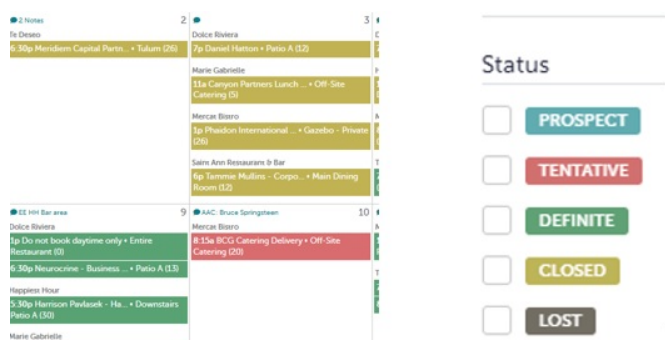 2 Notes 2
Te Deseo
6:30p Meridiem Capital Partn... • Tulum (26)
3
Dolce Riviera
7p Daniel Hatton • Patio A (12)
Marie Gabrielle
11a Canyon Partners Lunch ... • Off-Site
Catering (5)
Mercat Bistro
1p Phaidon International ... • Gazebo - Private
(26)
Saint Ann Restaurant & Bar
6p Tammie Mullins - Corpo... • Main Dining
Room (12)
EE HH Bar area 9
Dolce Riviera
1p Do not book daytime only • Entire
Restaurant (0)
6:30p Neurocrine - Business ... • Patio A (13)
Happiest Hour
5:30p Harrison Pavlasek - Ha... • Downstairs
Patio A (30)
Marie Gabrielle
AAC: Bruce Springsteen 10
Mercat Bistro
8:15a BCG Catering Delivery • Off-Site
Catering (20)
Status
PROSPECT
TENTATIVE
DEFINITE
CLOSED
LOST